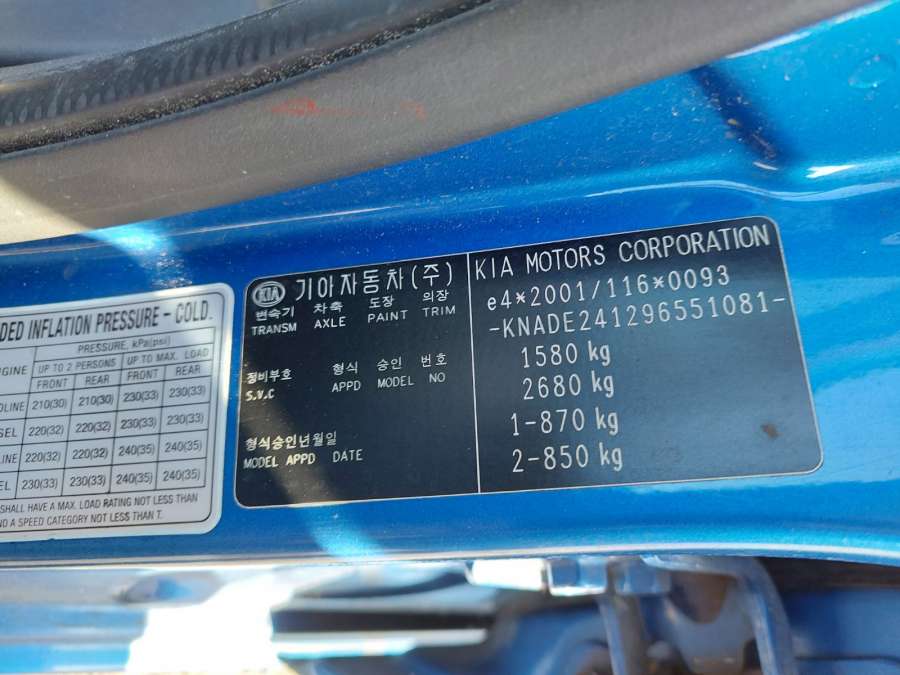 DED INFLATION PRESSURE - COLD.
PRESSURE, kPa(psi)
GINE UP TO 2 PERSONS UP TO MAX. LOAD
FRONT REAR FRONT REAR
OLINE 210(30) 210(30) 230(33) 230(33)
SEL 220(32) 220(32) 230(33) 230(33)
LINE 220(32) 220(32) 240(35) 240(35)
EL 230(33) 230(33) 240(35) 240(35)
SHALL HAVE A MAX. LOAD RATING NOT LESS THAN
ND A SPEED CATEGORY NOT LESS THAN T.
KIA 기아자동차(주)
변속기 차축 도장 의장
TRANSM AXLE PAINT TRIM
정비부호 형식 승인 번호
S.V.C APPD MODEL NO
형식승인년월일
MODEL APPD DATE
KIA MOTORS CORPORATION
e4*2001/116*0093
-KNADE241296551081-
1580 kg
2680 kg
1-870 kg
2-850 kg